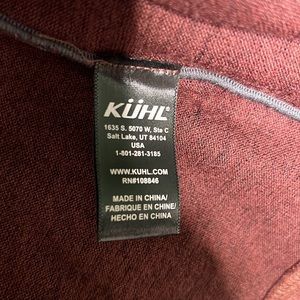 KÜHL®
1635 S. 5070 W, Ste C
Salt Lake, UT 84104
USA
1-801-281-3185
WWW.KUHL.COM
RN#108846
MADE IN CHINA/
FABRIQUE EN CHINE/
HECHO EN CHINA